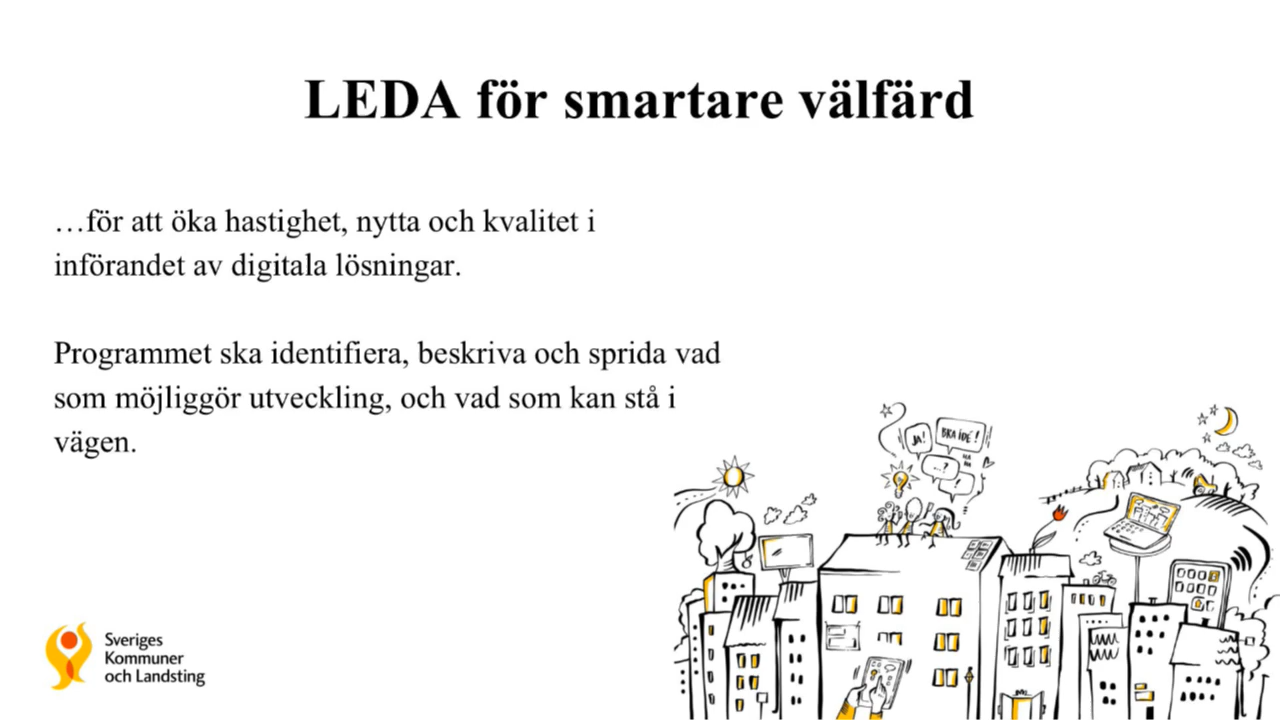 LEDA för smartare välfärd
…för att öka hastighet, nytta och kvalitet i
införandet av digitala lösningar.
Programmet ska identifiera, beskriva och sprida vad
som möjliggör utveckling, och vad som kan stå i
vägen.
JA!
BRA IDÉ!
...?
!
Sveriges
Kommuner
och Landsting